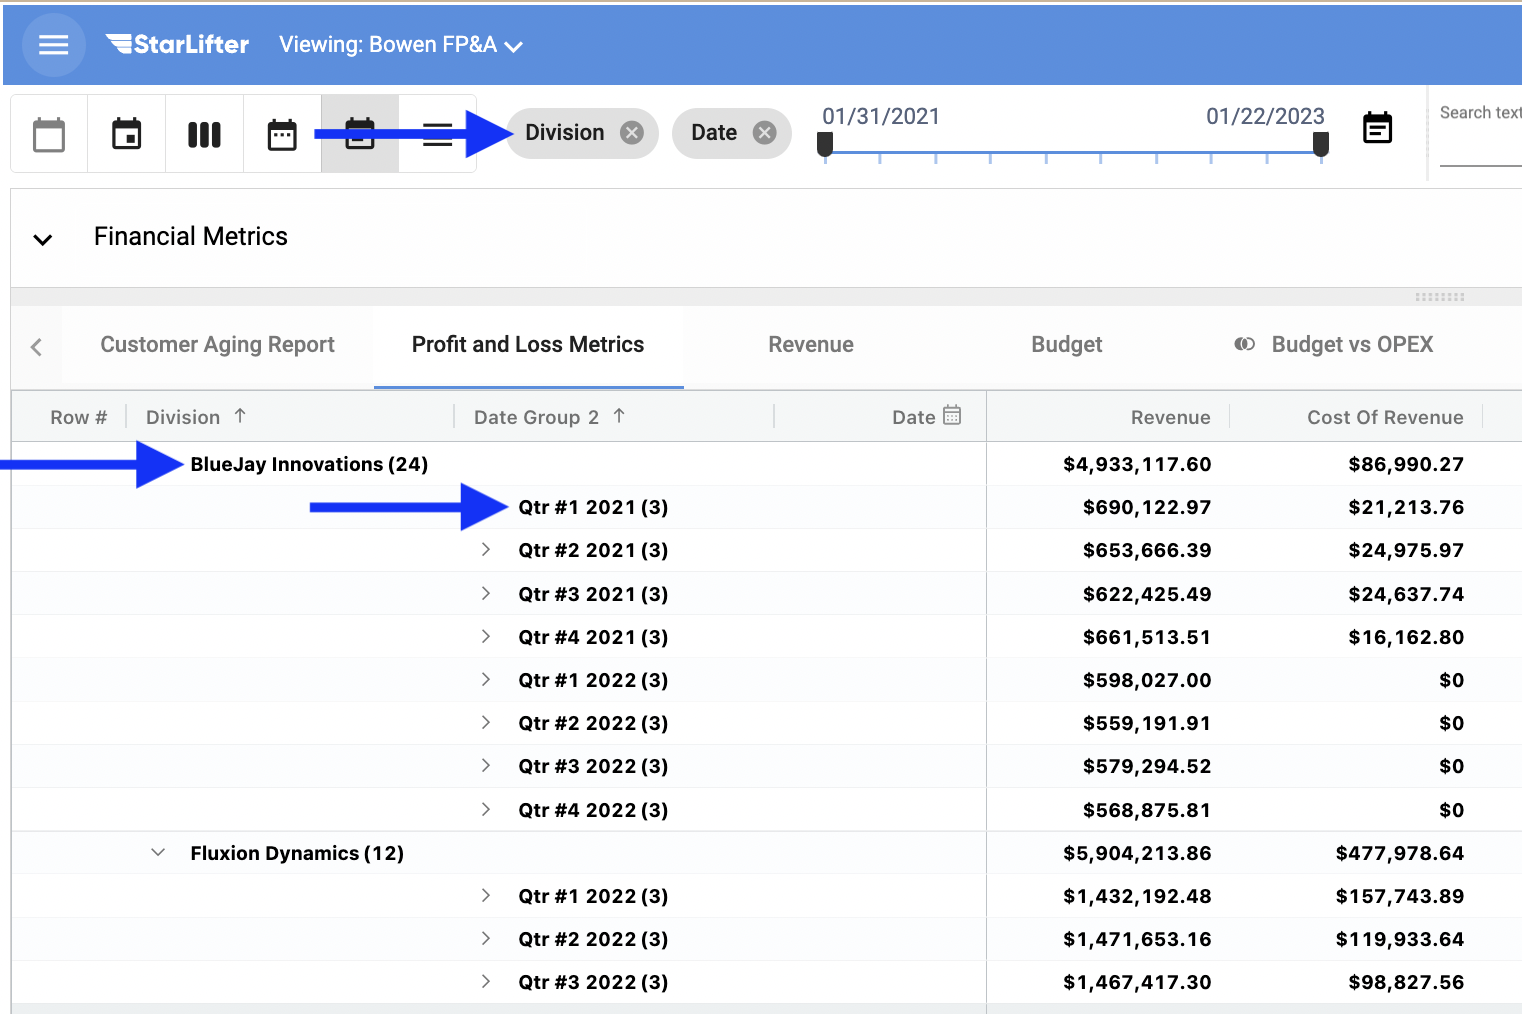 StarLifter Viewing: Bowen FP&A
Division Date 01/31/2021 01/22/2023 Search text
Financial Metrics
Customer Aging Report Profit and Loss Metrics Revenue Budget Budget vs OPEX
Row # Division Date Group 2 Date Revenue Cost Of Revenue
BlueJay Innovations (24) $4,933,117.60 $86,990.27
Qtr #1 2021 (3) $690,122.97 $21,213.76
Qtr #2 2021 (3) $653,666.39 $24,975.97
Qtr #3 2021 (3) $622,425.49 $24,637.74
Qtr #4 2021 (3) $661,513.51 $16,162.80
Qtr #1 2022 (3) $598,027.00 $0
Qtr #2 2022 (3) $559,191.91 $0
Qtr #3 2022 (3) $579,294.52 $0
Qtr #4 2022 (3) $568,875.81 $0
Fluxion Dynamics (12) $5,904,213.86 $477,978.64
Qtr #1 2022 (3) $1,432,192.48 $157,743.89
Qtr #2 2022 (3) $1,471,653.16 $119,933.64
Qtr #3 2022 (3) $1,467,417.30 $98,827.56